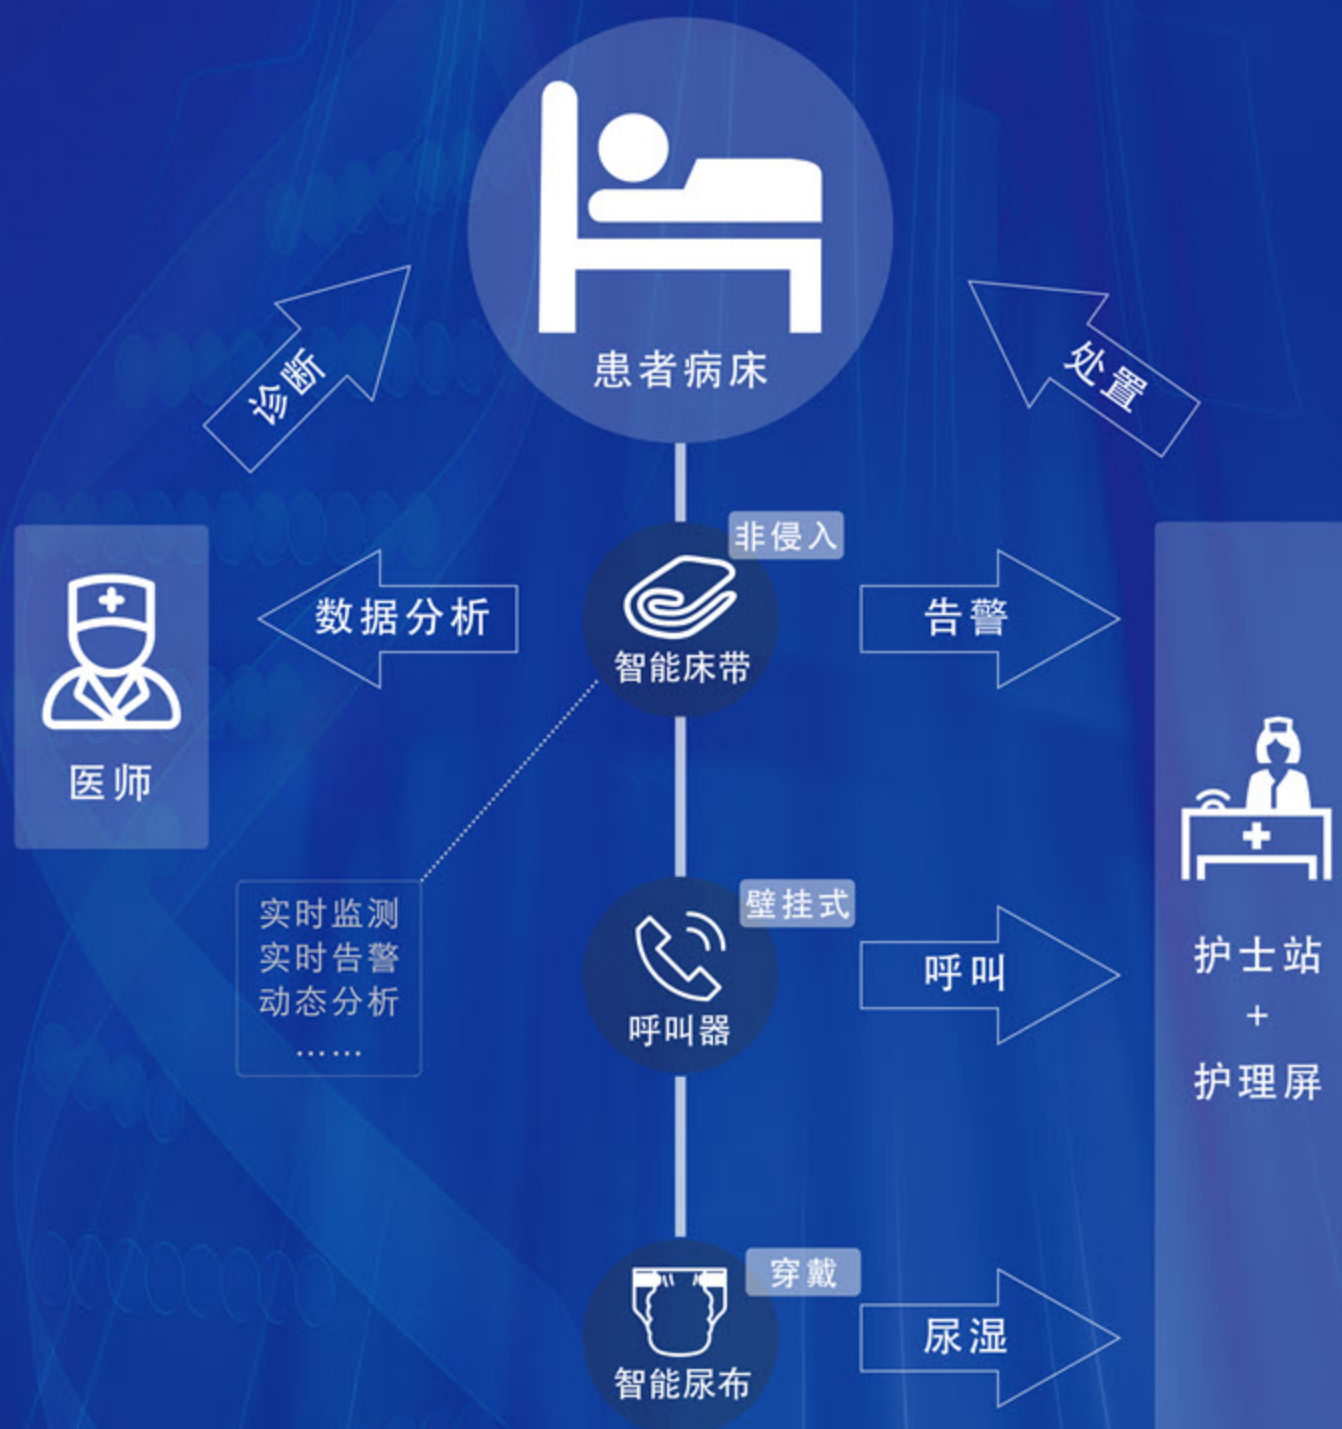 患者病床
诊断
处置
非侵入
数据分析
智能床带
告警
医师
实时监测
实时告警
动态分析
……
壁挂式
呼叫器
呼叫
护士站
+
护理屏
穿戴
智能尿布
尿湿